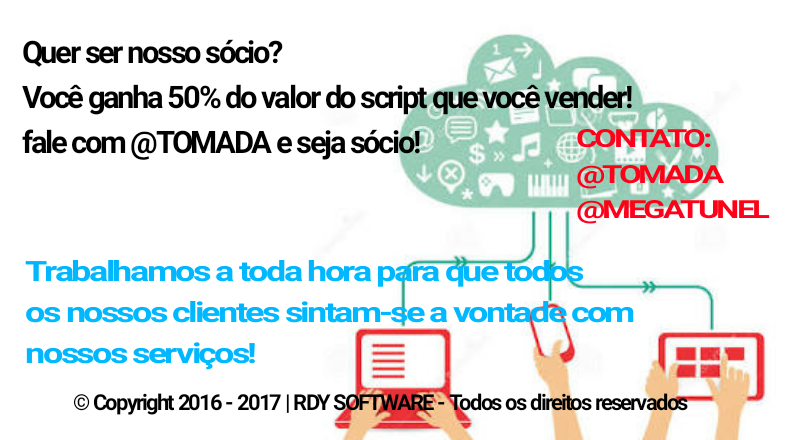 Quer ser nosso sócio?
Você ganha 50% do valor do script que você vender!
fale com @TOMADA e seja sócio!
CONTATO:
@TOMADA
@MEGATUNEL
Trabalhamos a toda hora para que todos
os nossos clientes sintam-se a vontade com
nossos serviços!
© Copyright 2016 - 2017 | RDY SOFTWARE - Todos os direitos reservados